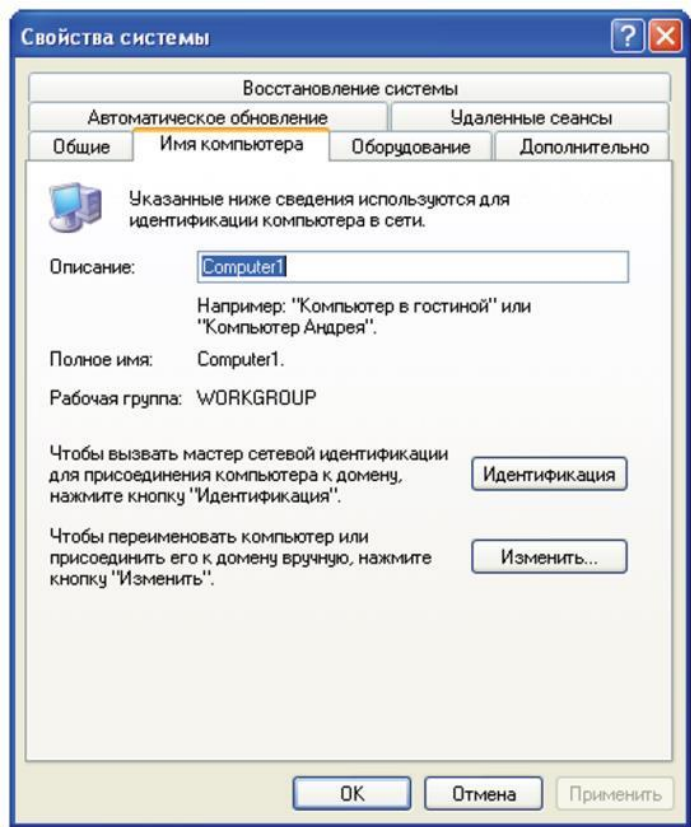 Свойства системы
Восстановление системы
Автоматическое обновление Удаленные сеансы
Общие Имя компьютера Оборудование Дополнительно
Указанные ниже сведения используются для
идентификации компьютера в сети.
Описание: Computer1
Например: "Компьютер в гостиной" или
"Компьютер Андрея".
Полное имя: Computer1.
Рабочая группа: WORKGROUP
Чтобы вызвать мастер сетевой идентификации
для присоединения компьютера к домену,
нажмите кнопку "Идентификация".
Идентификация
Чтобы переименовать компьютер или
присоединить его к домену вручную, нажмите
кнопку "Изменить".
Изменить...
OK Отмена Применить